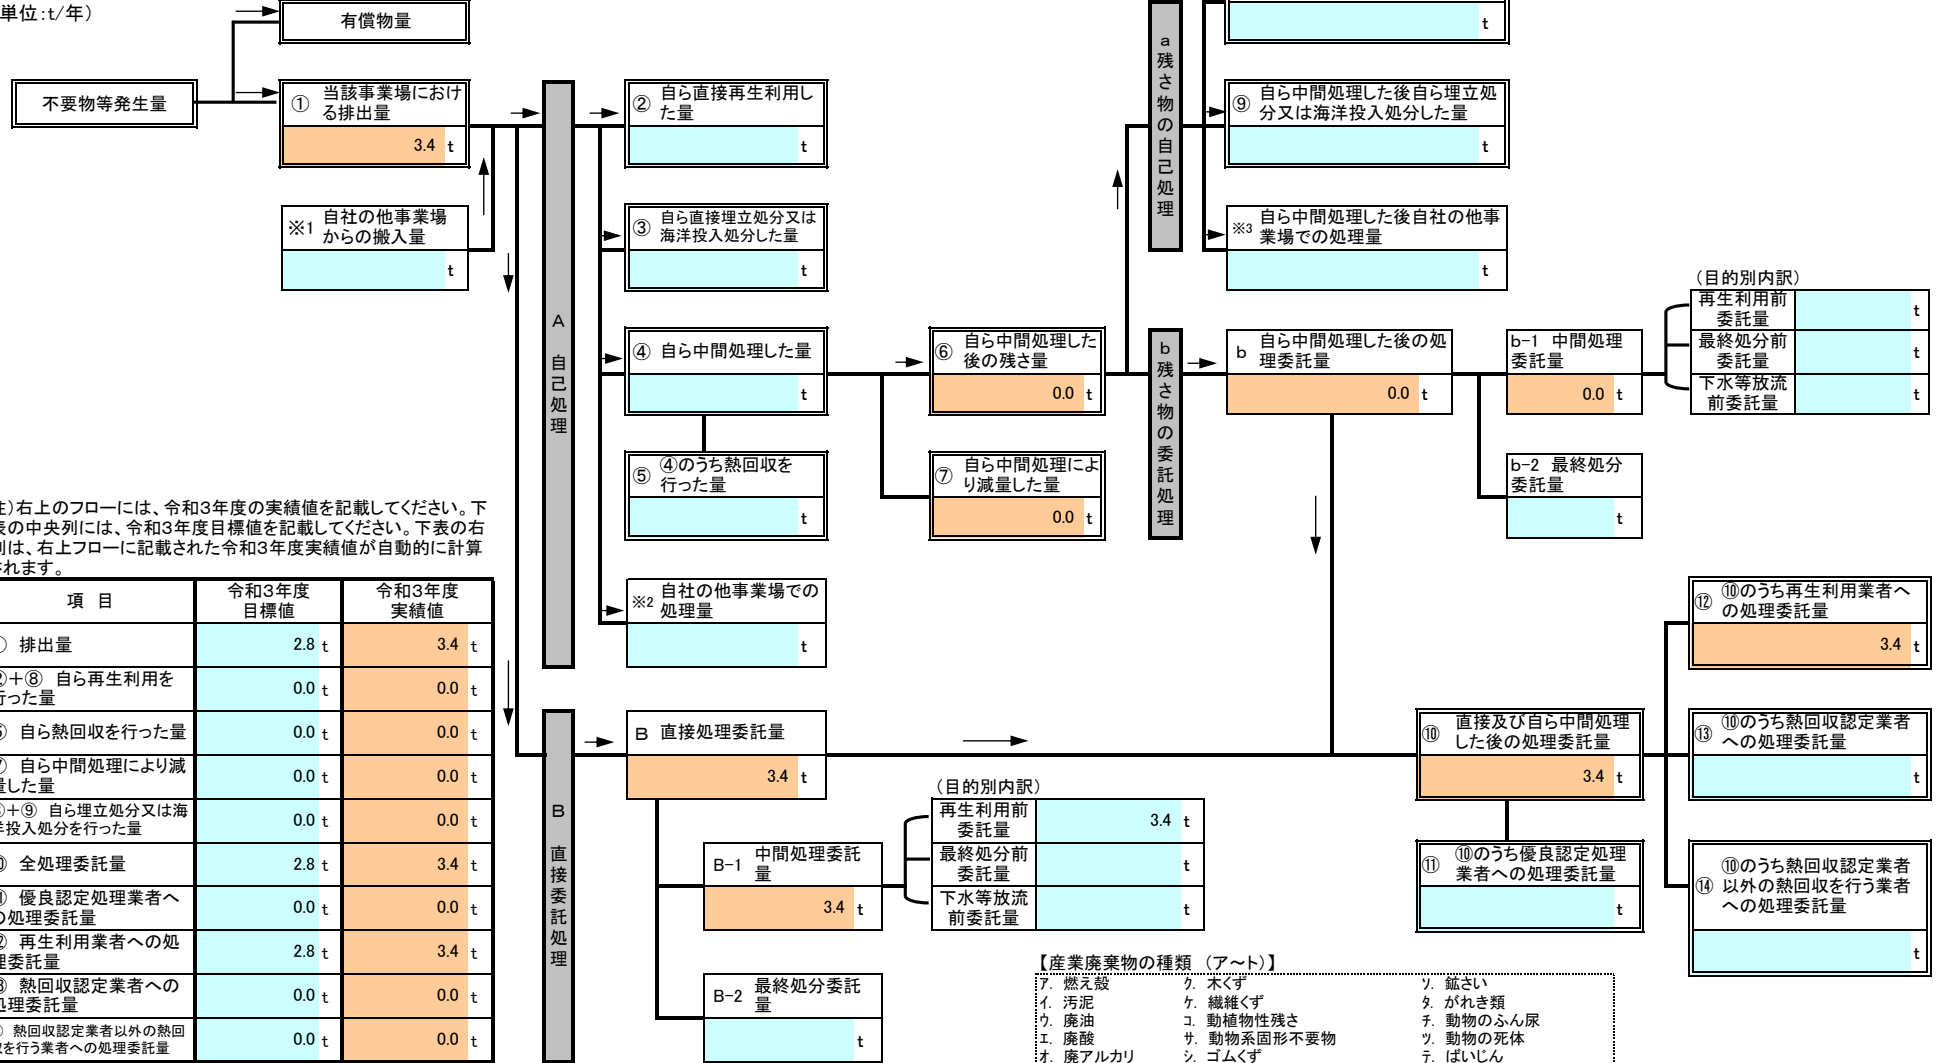 単位:t/年)
有償物量
不要物等発生量
① 当該事業場におけ
る排出量
3.4 t
※1 自社の他事業場
からの搬入量
t
A 自己処理
② 自ら直接再生利用し
た量
t
③ 自ら直接埋立処分又は
海洋投入処分した量
t
④ 自ら中間処理した量
t
⑤ ④のうち熱回収を
行った量
t
※2 自社の他事業場での
処理量
t
⑥ 自ら中間処理した
後の残さ量
0.0 t
⑦ 自ら中間処理によ
り減量した量
0.0 t
a 残さ物の自己処理
t
⑨ 自ら中間処理した後自ら埋立処
分又は海洋投入処分した量
t
※3 自ら中間処理した後自社の他事
業場での処理量
t
b 残さ物の委託処理
b 自ら中間処理した後の処
理委託量
0.0 t
b-1 中間処理
委託量
0.0 t
b-2 最終処分
委託量
t
(目的別内訳)
再生利用前
委託量
t
最終処分前
委託量
t
下水等放流
前委託量
t
主)右上のフローには、令和3年度の実績値を記載してください。下
表の中央列には、令和3年度目標値を記載してください。下表の右
列は、右上フローに記載された令和3年度実績値が自動的に計算
されます。
項 目 令和3年度 目標値 令和3年度 実績値
排出量 2.8 t 3.4 t
②+⑧ 自ら再生利用を
行った量 0.0 t 0.0 t
自ら熱回収を行った量 0.0 t 0.0 t
自ら中間処理により減
量した量 0.0 t 0.0 t
+⑨ 自ら埋立処分又は海
洋投入処分を行った量 0.0 t 0.0 t
全処理委託量 2.8 t 3.4 t
優良認定処理業者へ
の処理委託量 0.0 t 0.0 t
再生利用業者への処
理委託量 2.8 t 3.4 t
熱回収認定業者への
処理委託量 0.0 t 0.0 t
熱回収認定業者以外の熱回
収を行う業者への処理委託量 0.0 t 0.0 t
B 直接委託処理
B 直接処理委託量
3.4 t
B-1 中間処理委託
量
3.4 t
B-2 最終処分委託
量
t
(目的別内訳)
再生利用前
委託量
3.4 t
最終処分前
委託量
t
下水等放流
前委託量
t
⑩ 直接及び自ら中間処理
した後の処理委託量
3.4 t
⑪ ⑩のうち優良認定処理
業者への処理委託量
t
⑫ ⑩のうち再生利用業者へ
の処理委託量
3.4 t
⑬ ⑩のうち熱回収認定業者
への処理委託量
t
⑭ ⑩のうち熱回収認定業者
以外の熱回収を行う業者
への処理委託量
t
【産業廃棄物の種類 (ア~ト)】
ア. 燃え殻 ク. 木くず ソ. 鉱さい
イ. 汚泥 ケ. 繊維くず タ. がれき類
ウ. 廃油 コ. 動植物性残さ チ. 動物のふん尿
エ. 廃酸 サ. 動物系固形不要物 ツ. 動物の死体
オ. 廃アルカリ シ. ゴムくず テ. ばいじん